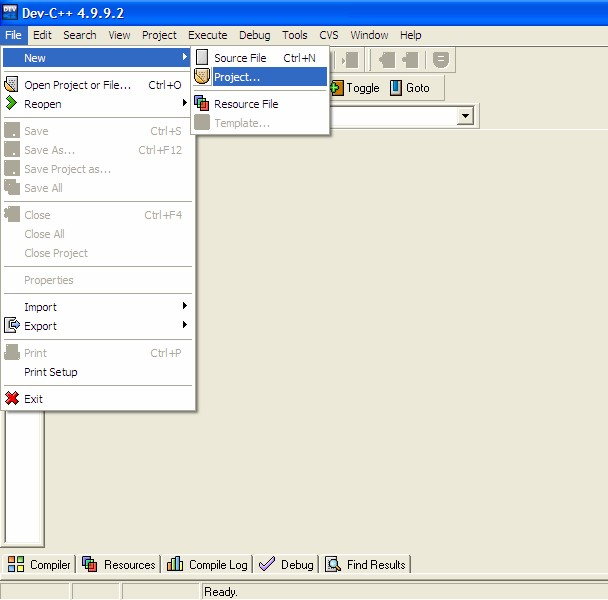 Dev-C++ 4.9.9.2
File Edit Search View Project Execute Debug Tools CVS Window Help
New
Source File Ctrl+N
Project...
Resource File
Template...
Toggle Goto
Open Project or File... Ctrl+O
Reopen
Save Ctrl+S
Save As... Ctrl+F12
Save Project as...
Save All
Close Ctrl+F4
Close All
Close Project
Properties
Import
Export
Print Ctrl+P
Print Setup
Exit
Compiler Resources Compile Log Debug Find Results
Ready.